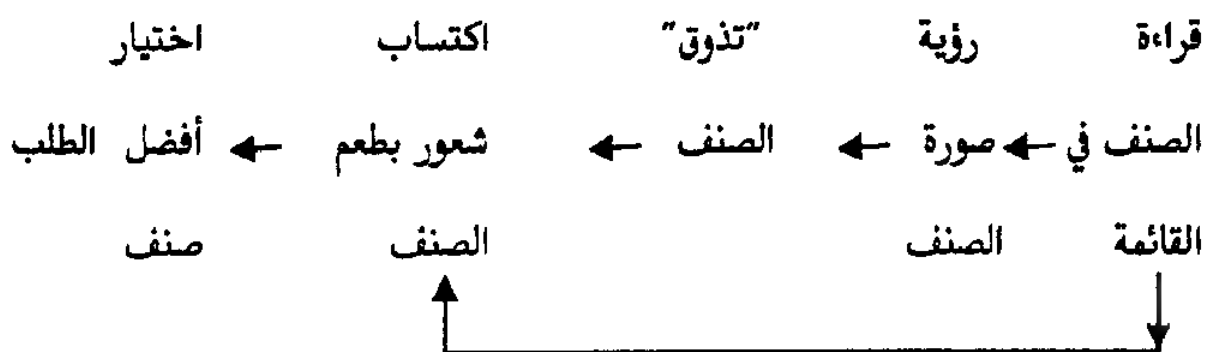 قراءة رؤية "تذوق" اكتساب اختيار
الصنف في صورة الصنف شعور بطعم أفضل الطلب
القائمة الصنف الصنف صنف